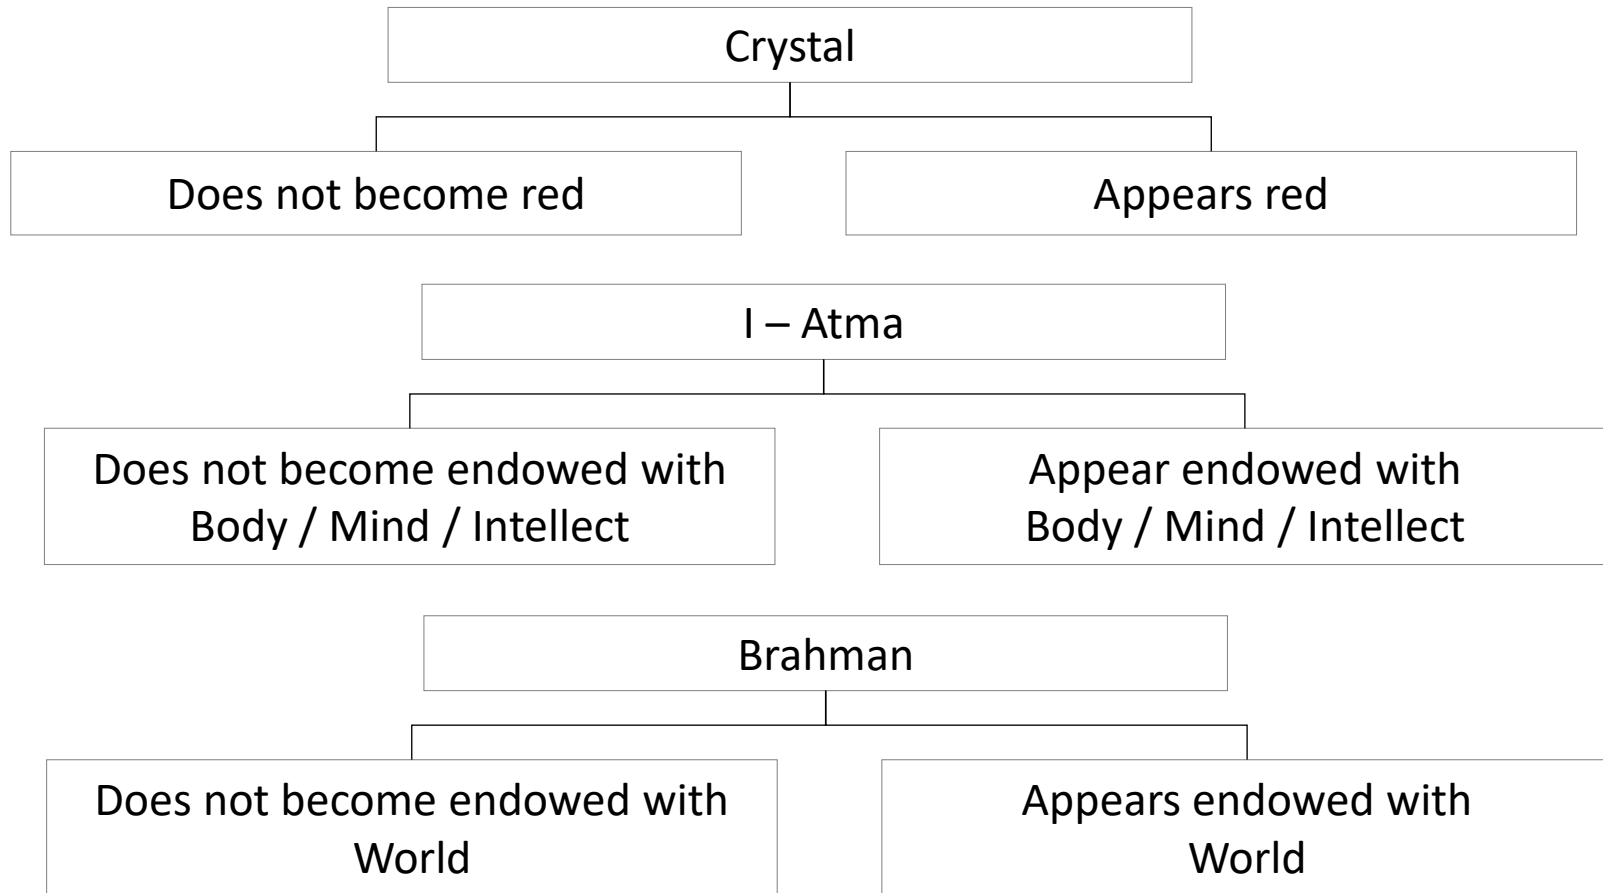 Crystal
Does not become red
Appears red
I – Atma
Does not become endowed with
Body / Mind / Intellect
Appear endowed with
Body / Mind / Intellect
Brahman
Does not become endowed with
World
Appears endowed with
World